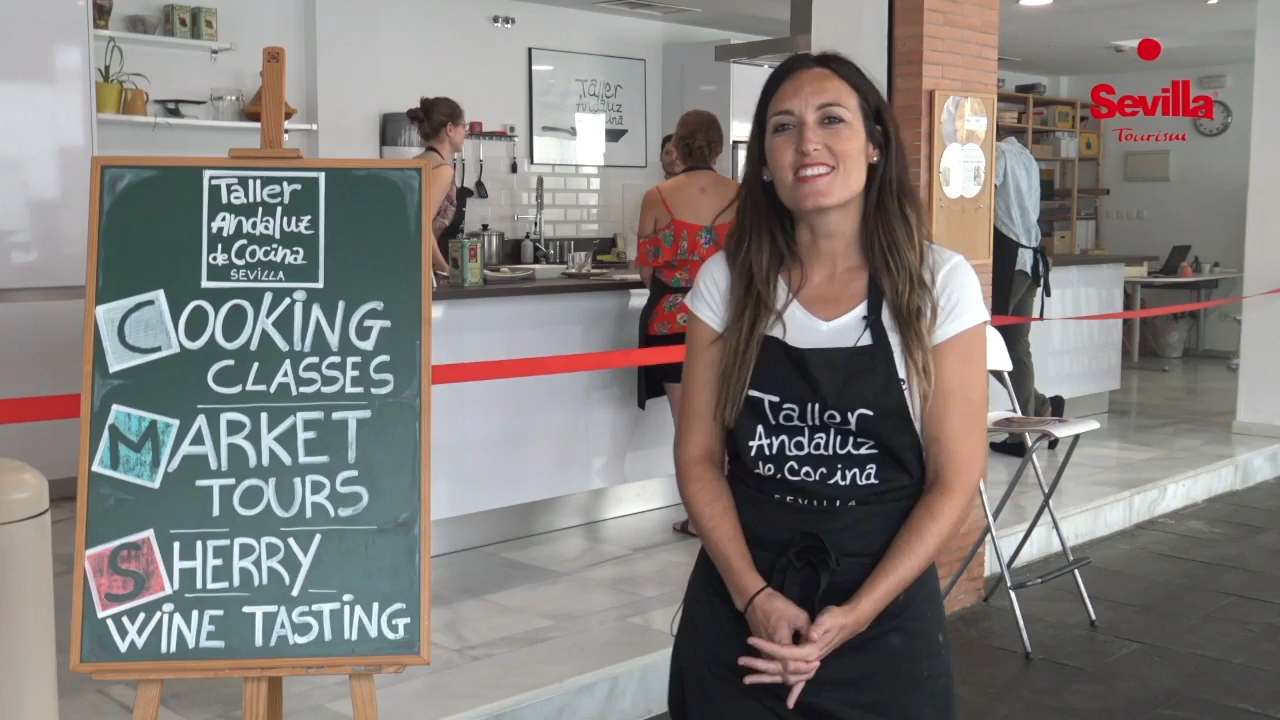 Taller
Andaluz
de Cocina
SEVILLA
COOKING
CLASSES
MARKET
TOURS
SHERRY
WINE TASTING
Taller
Andaluz
de Cocina
Taller
Andaluz
de Cocina
SEVILLA
Sevilla
Tourism